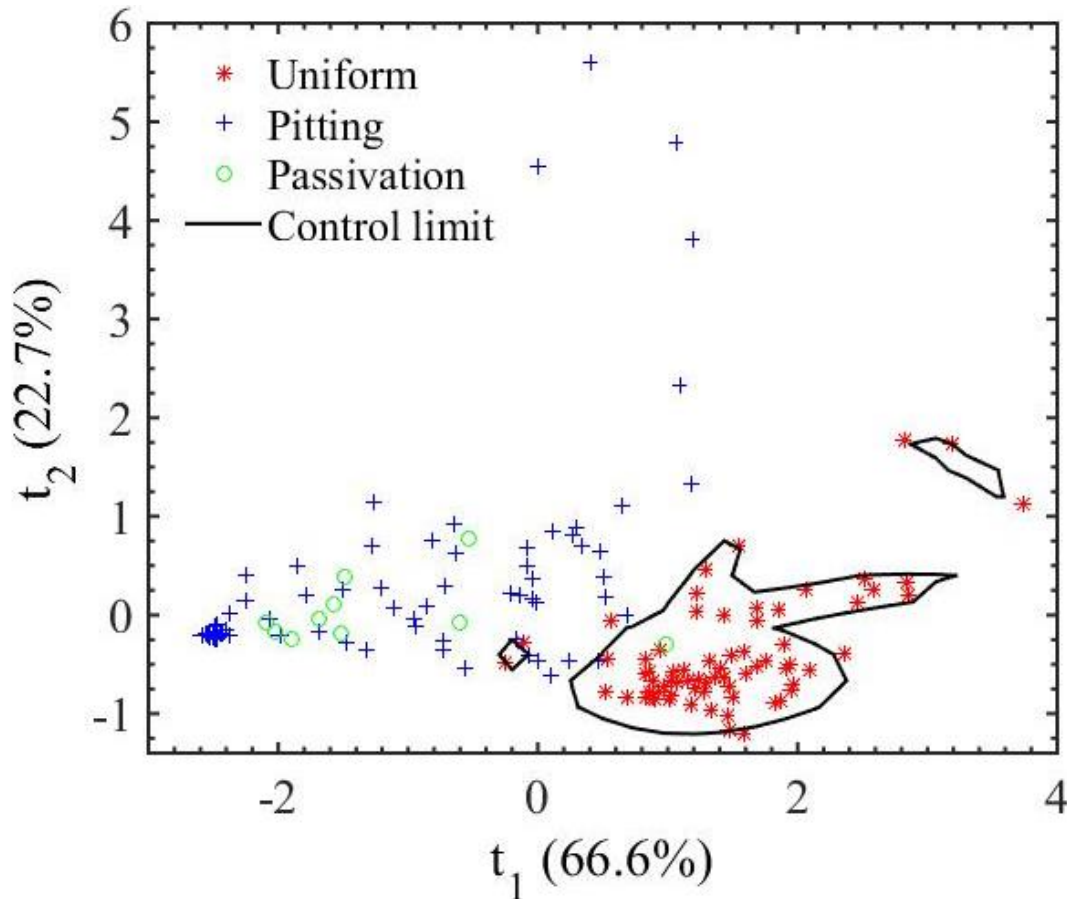 6
5
4
3
2
1
0
-1
Uniform
Pitting
Passivation
Control limit
t2 (22.7%)
-2
0
2
4
t1 (66.6%)